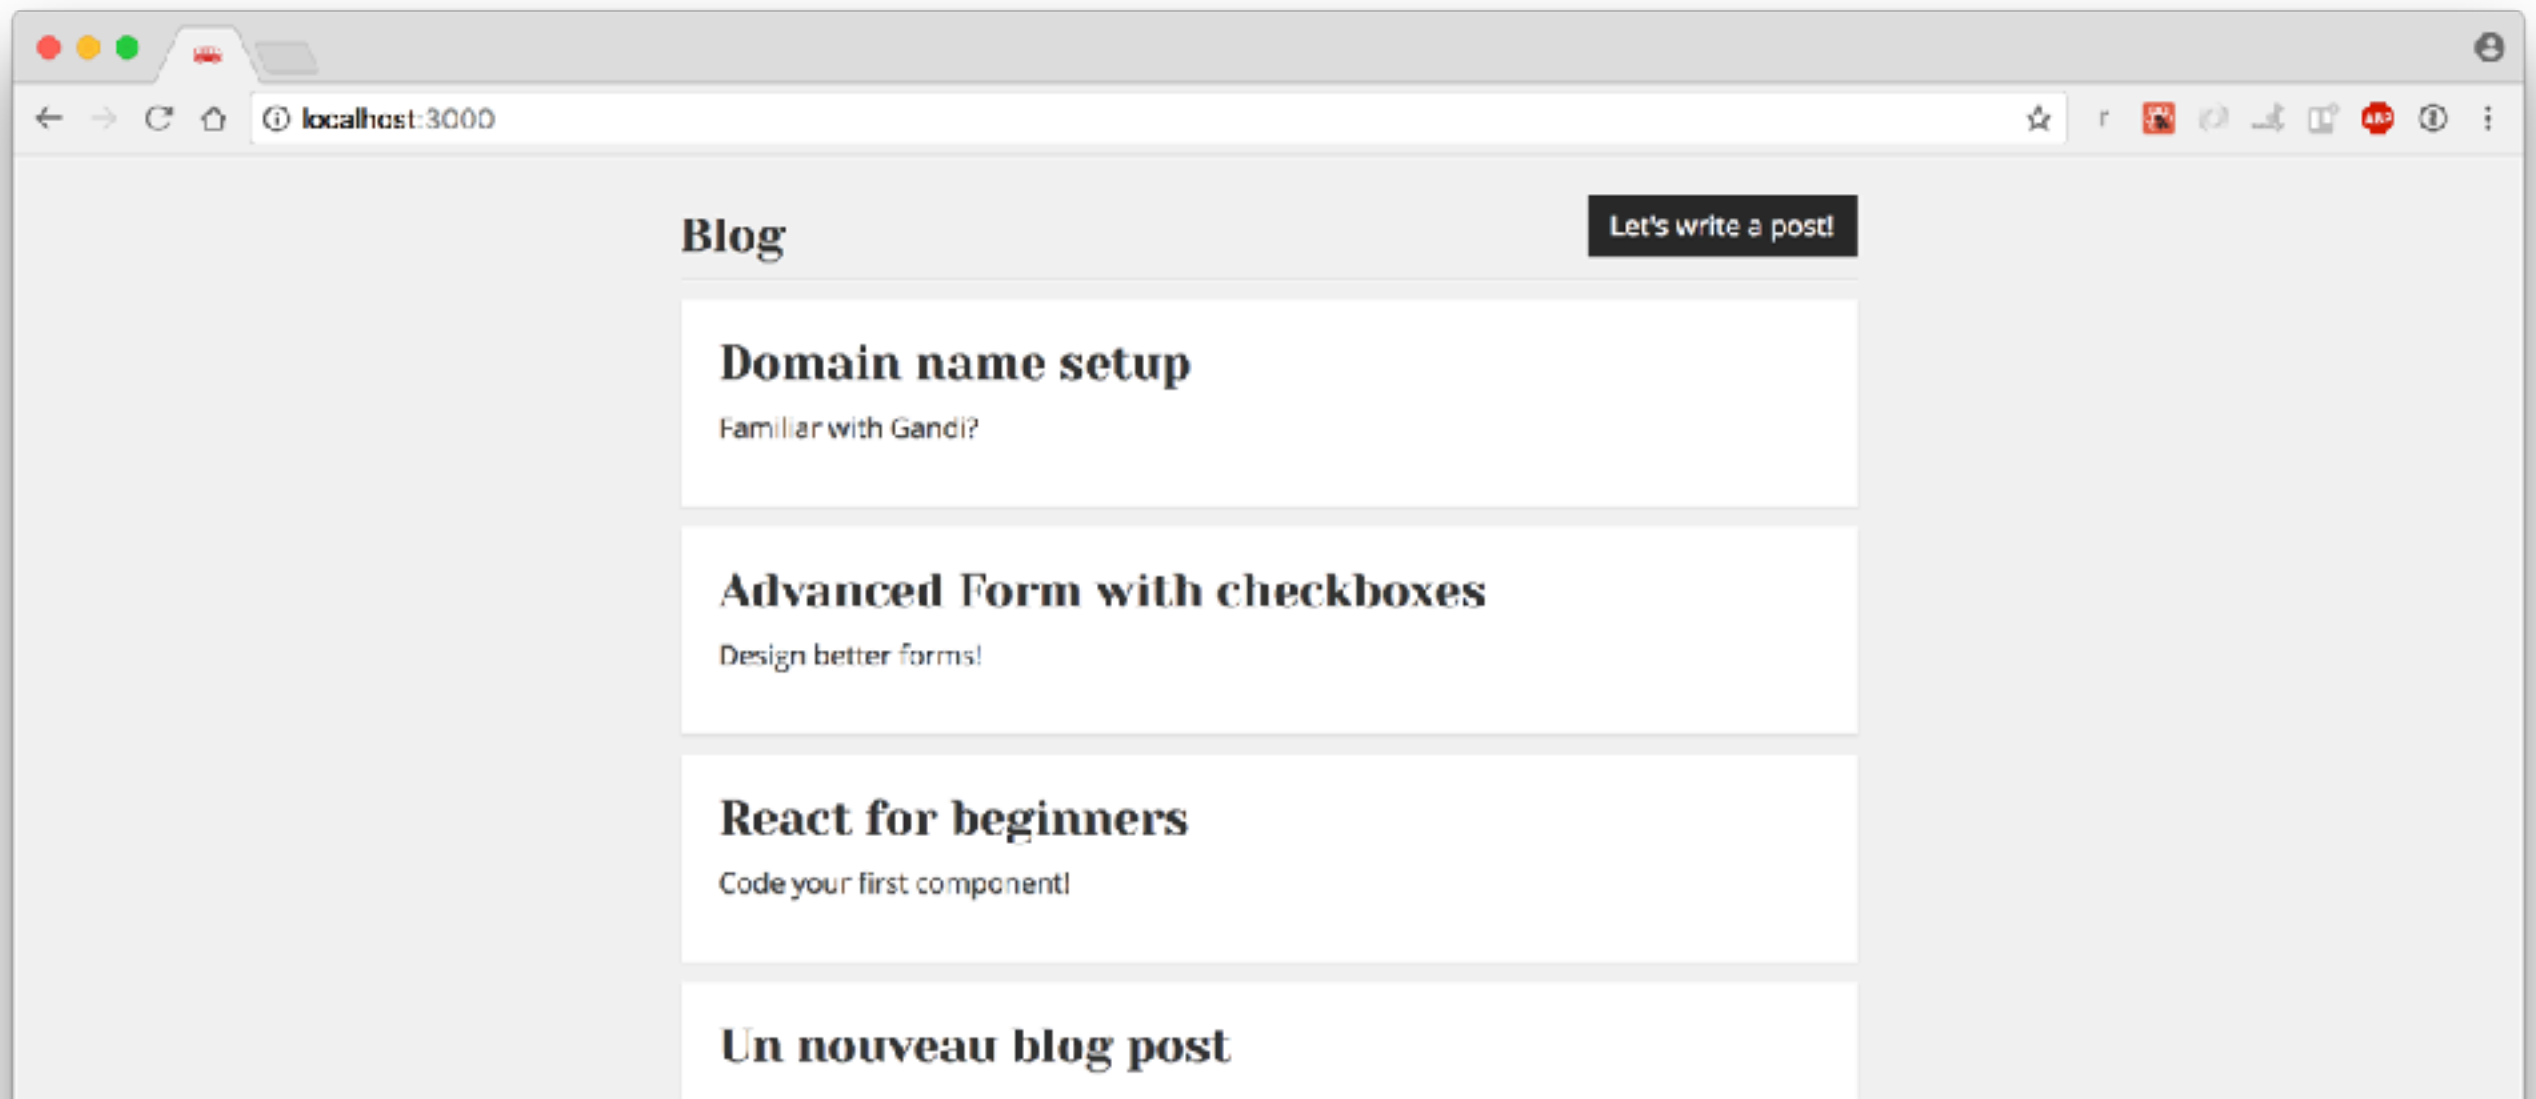 localhost:3000
r
ABP
Blog
Let's write a post!
Domain name setup
Familiar with Gandi?
Advanced Form with checkboxes
Design better forms!
React for beginners
Code your first component!
Un nouveau blog post